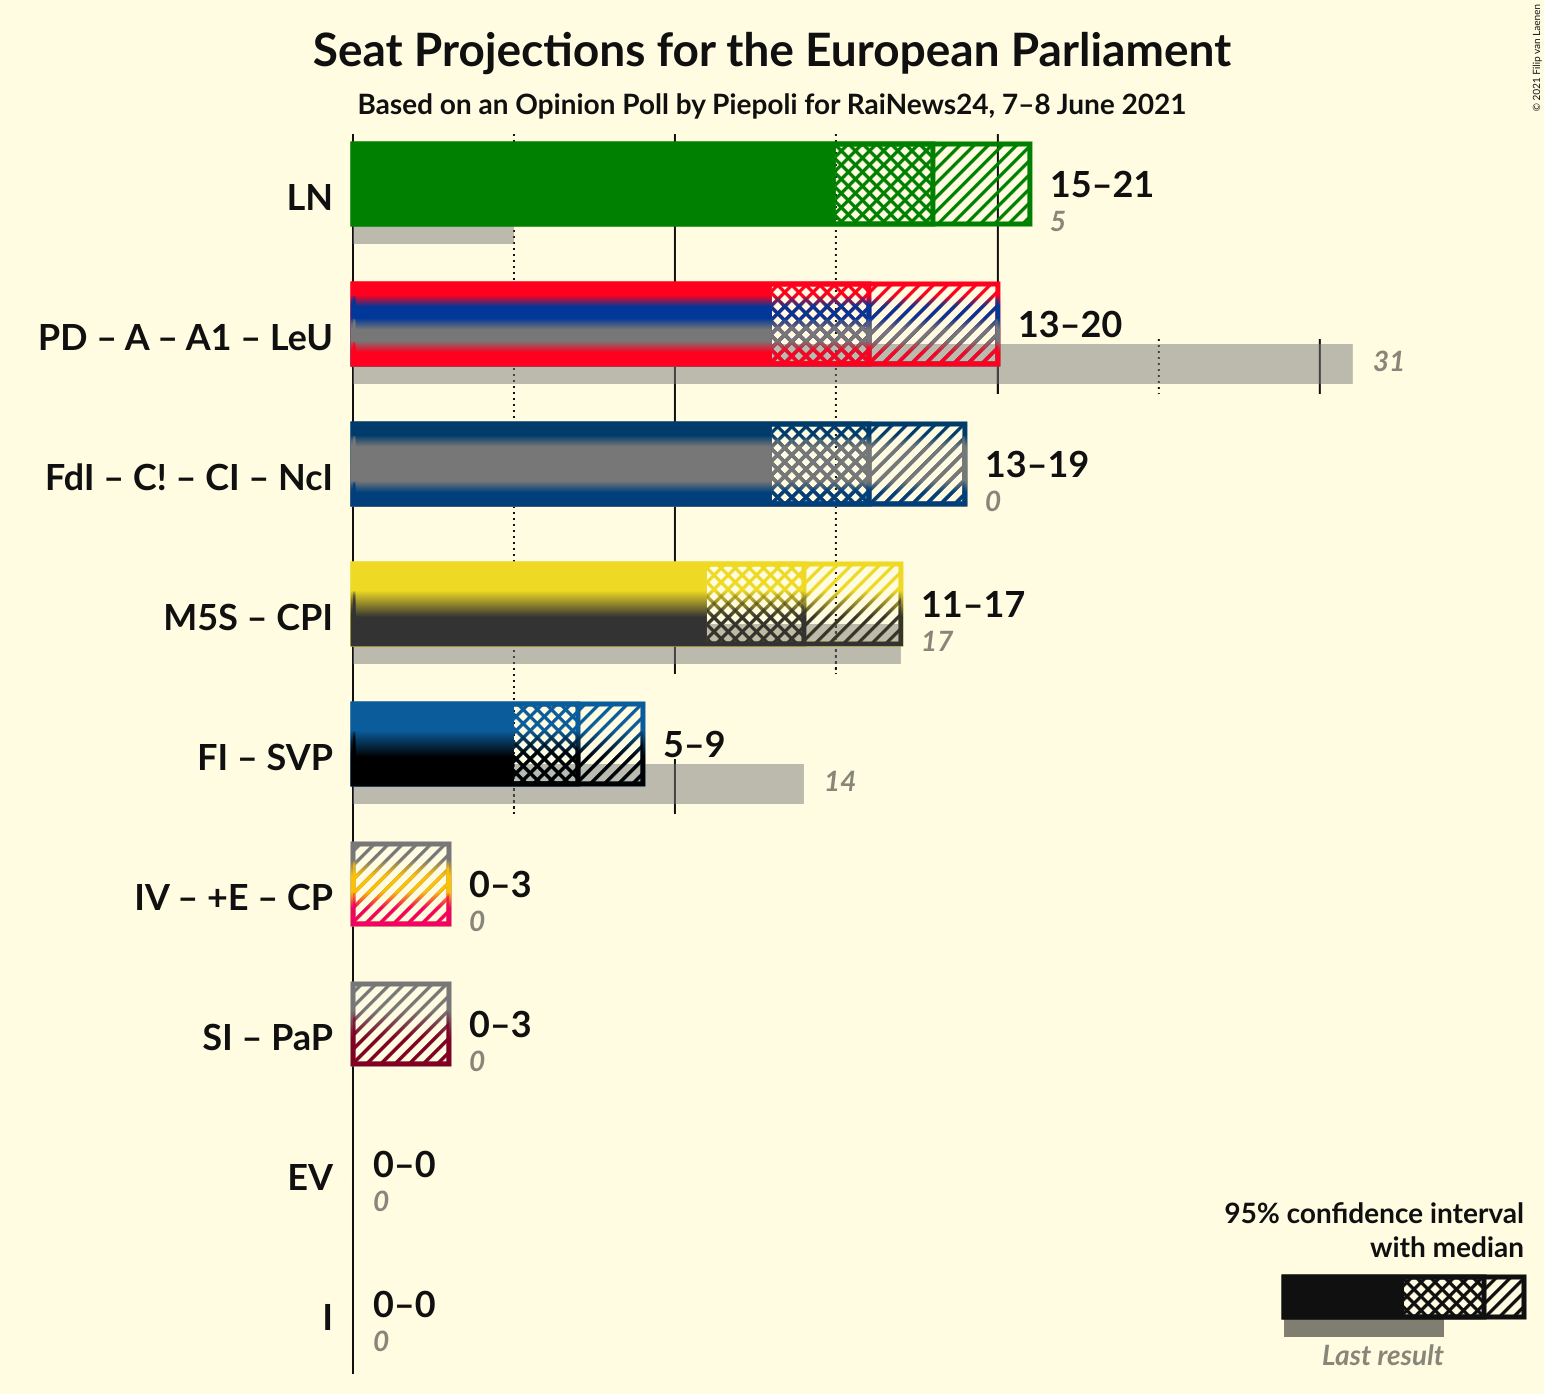 Seat Projections for the European Parliament
Based on an Opinion Poll by Piepoli for RaiNews24, 7–8 June 2021
© 2021 Filip van Laenen
LN
15–21
5
PD – A – A1 – LeU
13–20
31
FdI – C! – CI – NcI
13–19
0
M5S – CPI
11–17
17
FI – SVP
5–9
14
IV – +E – CP
0–3
0
SI – PaP
0–3
0
EV
0–0
0
I
0–0
0
95% confidence interval
with median
Last result